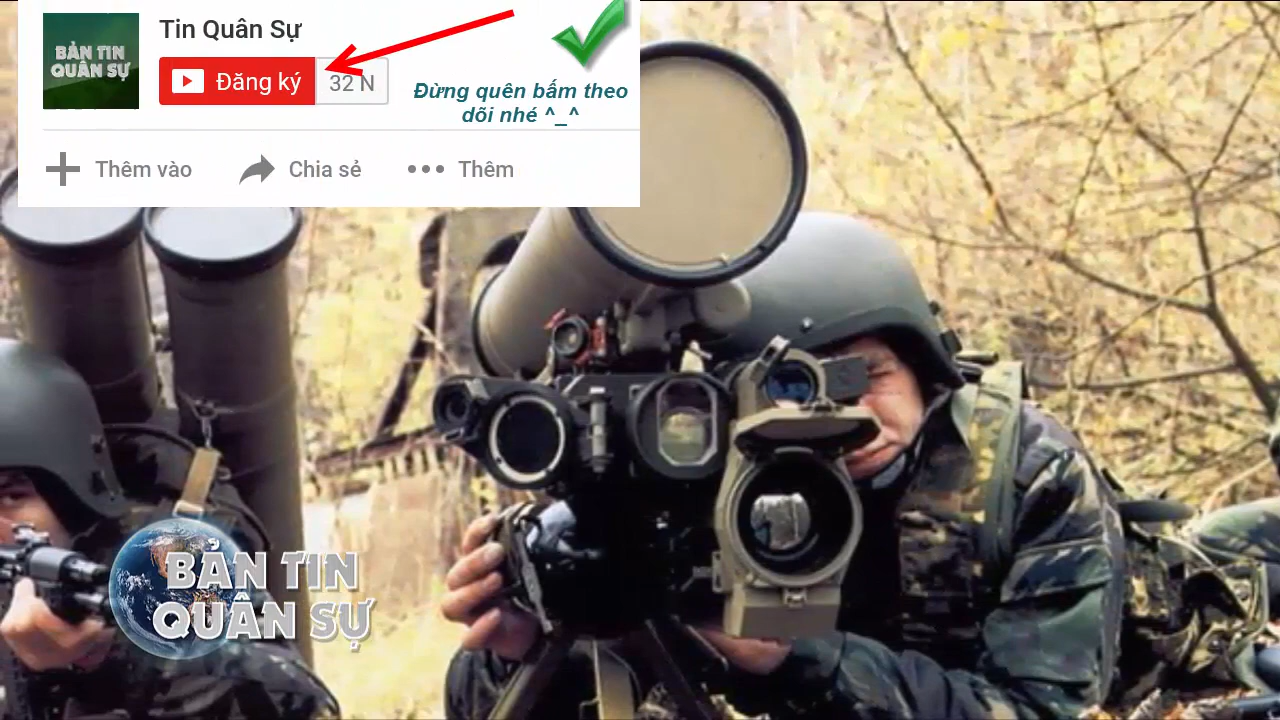 BẢN TIN
QUÂN SỰ
Tin Quân Sự
Đăng ký
32 N
Đừng quên bấm theo
dõi nhé ^_^
Thêm vào
Chia sẻ
Thêm
BẢN TIN
QUÂN SỰ